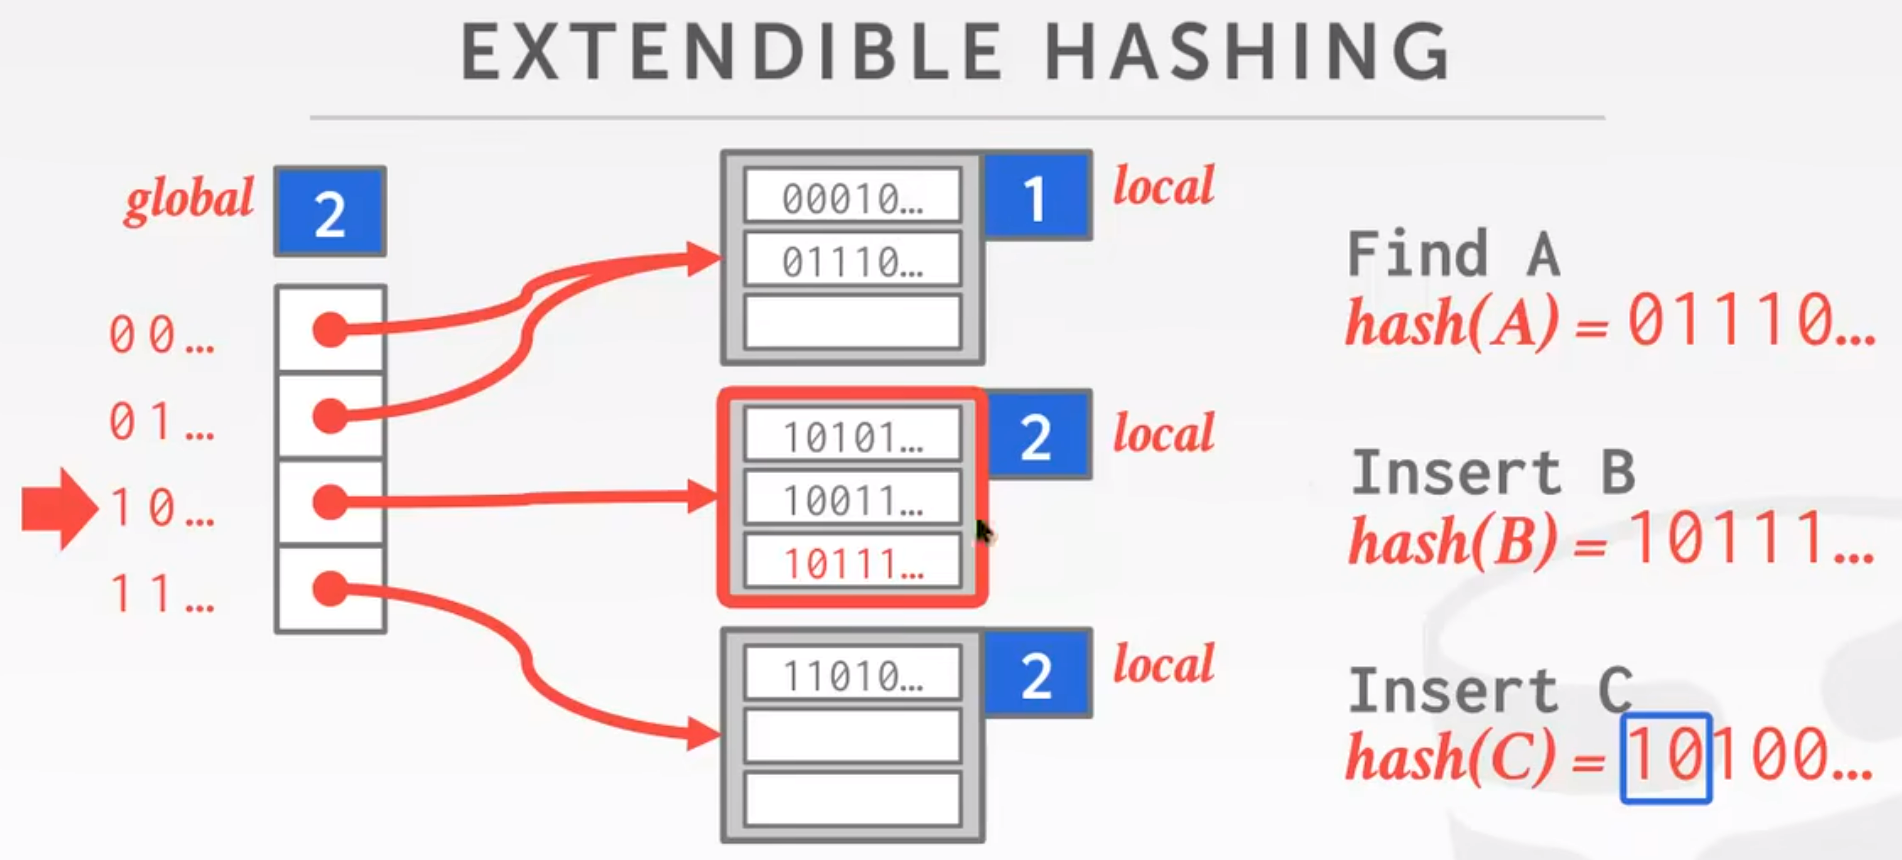 EXTENDIBLE HASHING
global 2
00…
01…
10…
11…
00010…
01110…
1 local
10101…
10011…
10111…
2 local
11010…
2 local
Find A
hash(A) = 01110…
Insert B
hash(B) = 10111…
Insert C
hash(C) = 10100…